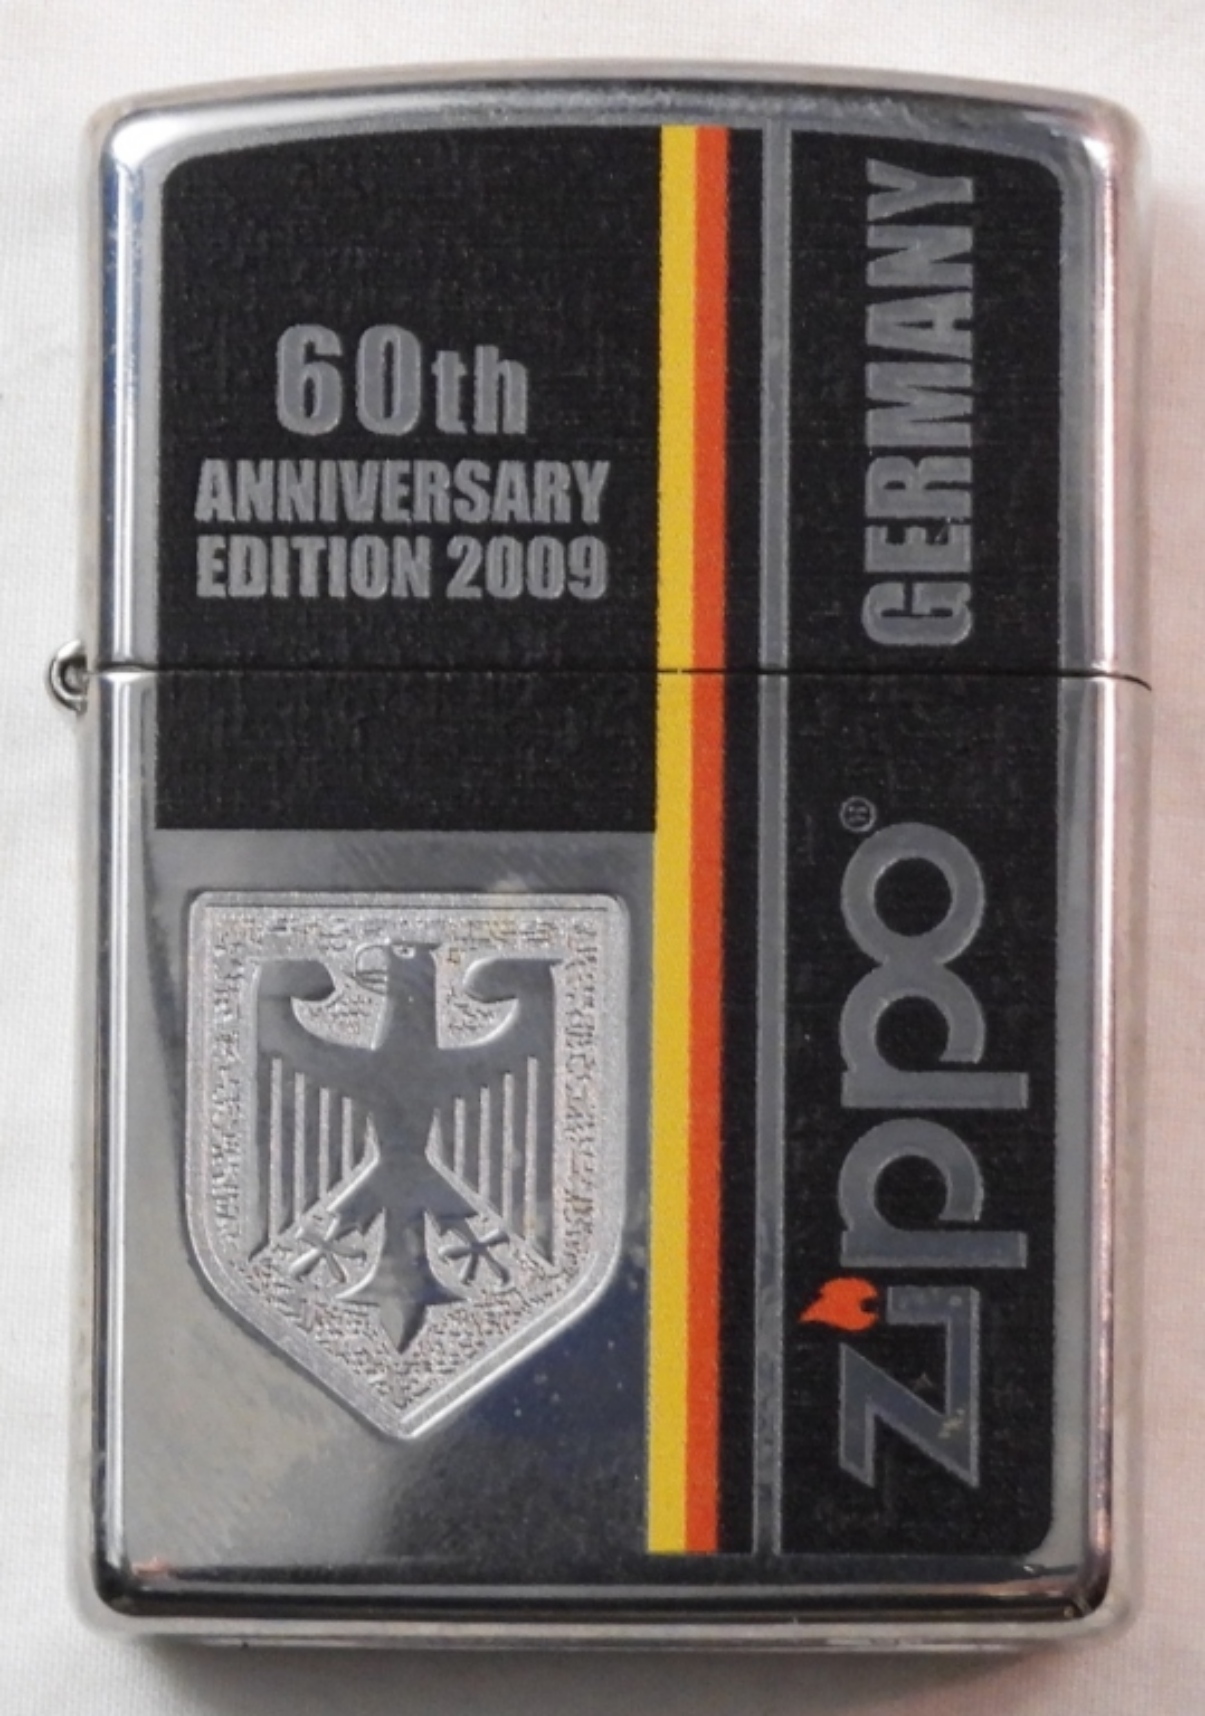 60th
ANNIVERSARY
EDITION 2009
Zippo®
GERMANY